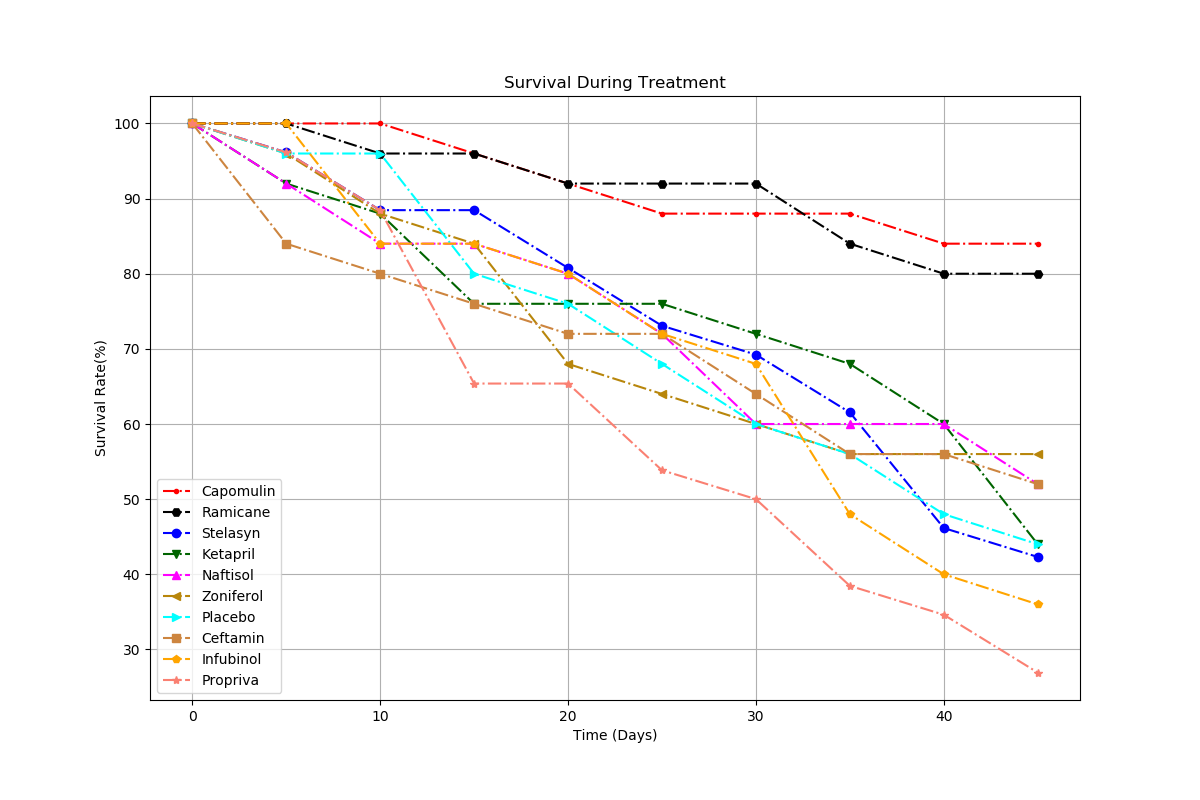 Survival During Treatment
Survival Rate(%)
100
90
80
70
60
50
40
30
Capomulin
Ramicane
Stelasyn
Ketapril
Naftisol
Zoniferol
Placebo
Ceftamin
Infubinol
Propriva
0 10 20 30 40
Time (Days)